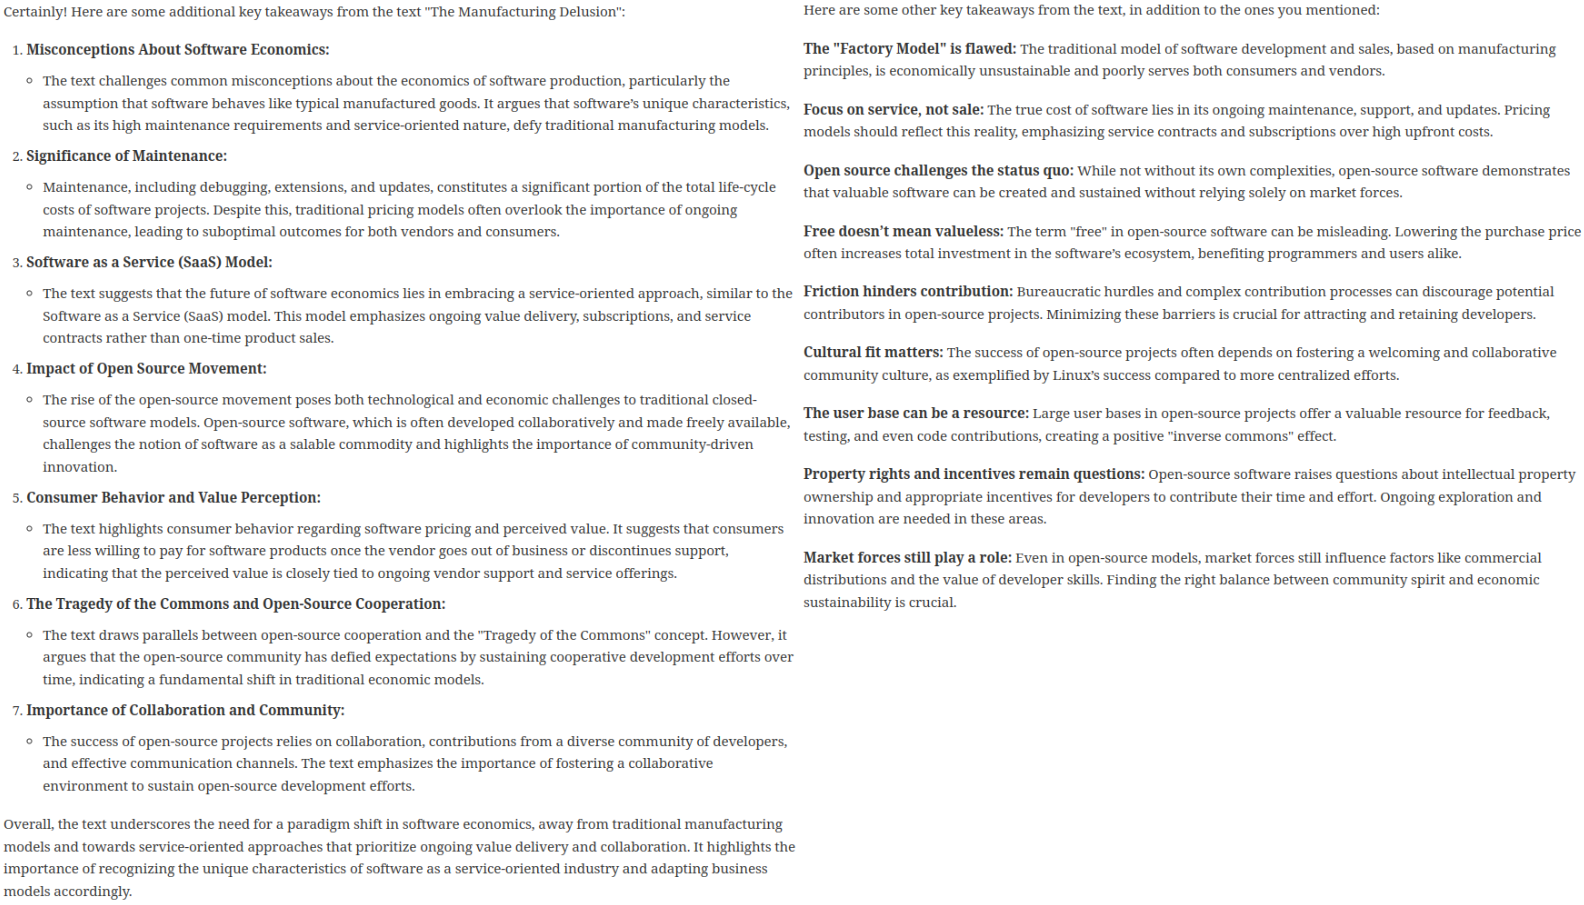 Certainly! Here are some additional key takeaways from the text "The Manufacturing Delusion":
1. Misconceptions About Software Economics:
◦ The text challenges common misconceptions about the economics of software production, particularly the
assumption that software behaves like typical manufactured goods. It argues that software’s unique characteristics,
such as its high maintenance requirements and service-oriented nature, defy traditional manufacturing models.
2. Significance of Maintenance:
◦ Maintenance, including debugging, extensions, and updates, constitutes a significant portion of the total life-cycle
costs of software projects. Despite this, traditional pricing models often overlook the importance of ongoing
maintenance, leading to suboptimal outcomes for both vendors and consumers.
3. Software as a Service (SaaS) Model:
◦ The text suggests that the future of software economics lies in embracing a service-oriented approach, similar to the
Software as a Service (SaaS) model. This model emphasizes ongoing value delivery, subscriptions, and service
contracts rather than one-time product sales.
4. Impact of Open Source Movement:
◦ The rise of the open-source movement poses both technological and economic challenges to traditional closed-
source software models. Open-source software, which is often developed collaboratively and made freely available,
challenges the notion of software as a salable commodity and highlights the importance of community-driven
innovation.
5. Consumer Behavior and Value Perception:
◦ The text highlights consumer behavior regarding software pricing and perceived value. It suggests that consumers
are less willing to pay for software products once the vendor goes out of business or discontinues support,
indicating that the perceived value is closely tied to ongoing vendor support and service offerings.
6. The Tragedy of the Commons and Open-Source Cooperation:
◦ The text draws parallels between open-source cooperation and the "Tragedy of the Commons" concept. However, it
argues that the open-source community has defied expectations by sustaining cooperative development efforts over
time, indicating a fundamental shift in traditional economic models.
7. Importance of Collaboration and Community:
◦ The success of open-source projects relies on collaboration, contributions from a diverse community of developers,
and effective communication channels. The text emphasizes the importance of fostering a collaborative
environment to sustain open-source development efforts.
Overall, the text underscores the need for a paradigm shift in software economics, away from traditional manufacturing
models and towards service-oriented approaches that prioritize ongoing value delivery and collaboration. It highlights the
importance of recognizing the unique characteristics of software as a service-oriented industry and adapting business
models accordingly.
Here are some other key takeaways from the text, in addition to the ones you mentioned:
The "Factory Model" is flawed: The traditional model of software development and sales, based on manufacturing
principles, is economically unsustainable and poorly serves both consumers and vendors.
Focus on service, not sale: The true cost of software lies in its ongoing maintenance, support, and updates. Pricing
models should reflect this reality, emphasizing service contracts and subscriptions over high upfront costs.
Open source challenges the status quo: While not without its own complexities, open-source software demonstrates
that valuable software can be created and sustained without relying solely on market forces.
Free doesn’t mean valueless: The term "free" in open-source software can be misleading. Lowering the purchase price
often increases total investment in the software’s ecosystem, benefiting programmers and users alike.
Friction hinders contribution: Bureaucratic hurdles and complex contribution processes can discourage potential
contributors in open-source projects. Minimizing these barriers is crucial for attracting and retaining developers.
Cultural fit matters: The success of open-source projects often depends on fostering a welcoming and collaborative
community culture, as exemplified by Linux’s success compared to more centralized efforts.
The user base can be a resource: Large user bases in open-source projects offer a valuable resource for feedback,
testing, and even code contributions, creating a positive "inverse commons" effect.
Property rights and incentives remain questions: Open-source software raises questions about intellectual property
ownership and appropriate incentives for developers to contribute their time and effort. Ongoing exploration and
innovation are needed in these areas.
Market forces still play a role: Even in open-source models, market forces still influence factors like commercial
distributions and the value of developer skills. Finding the right balance between community spirit and economic
sustainability is crucial.